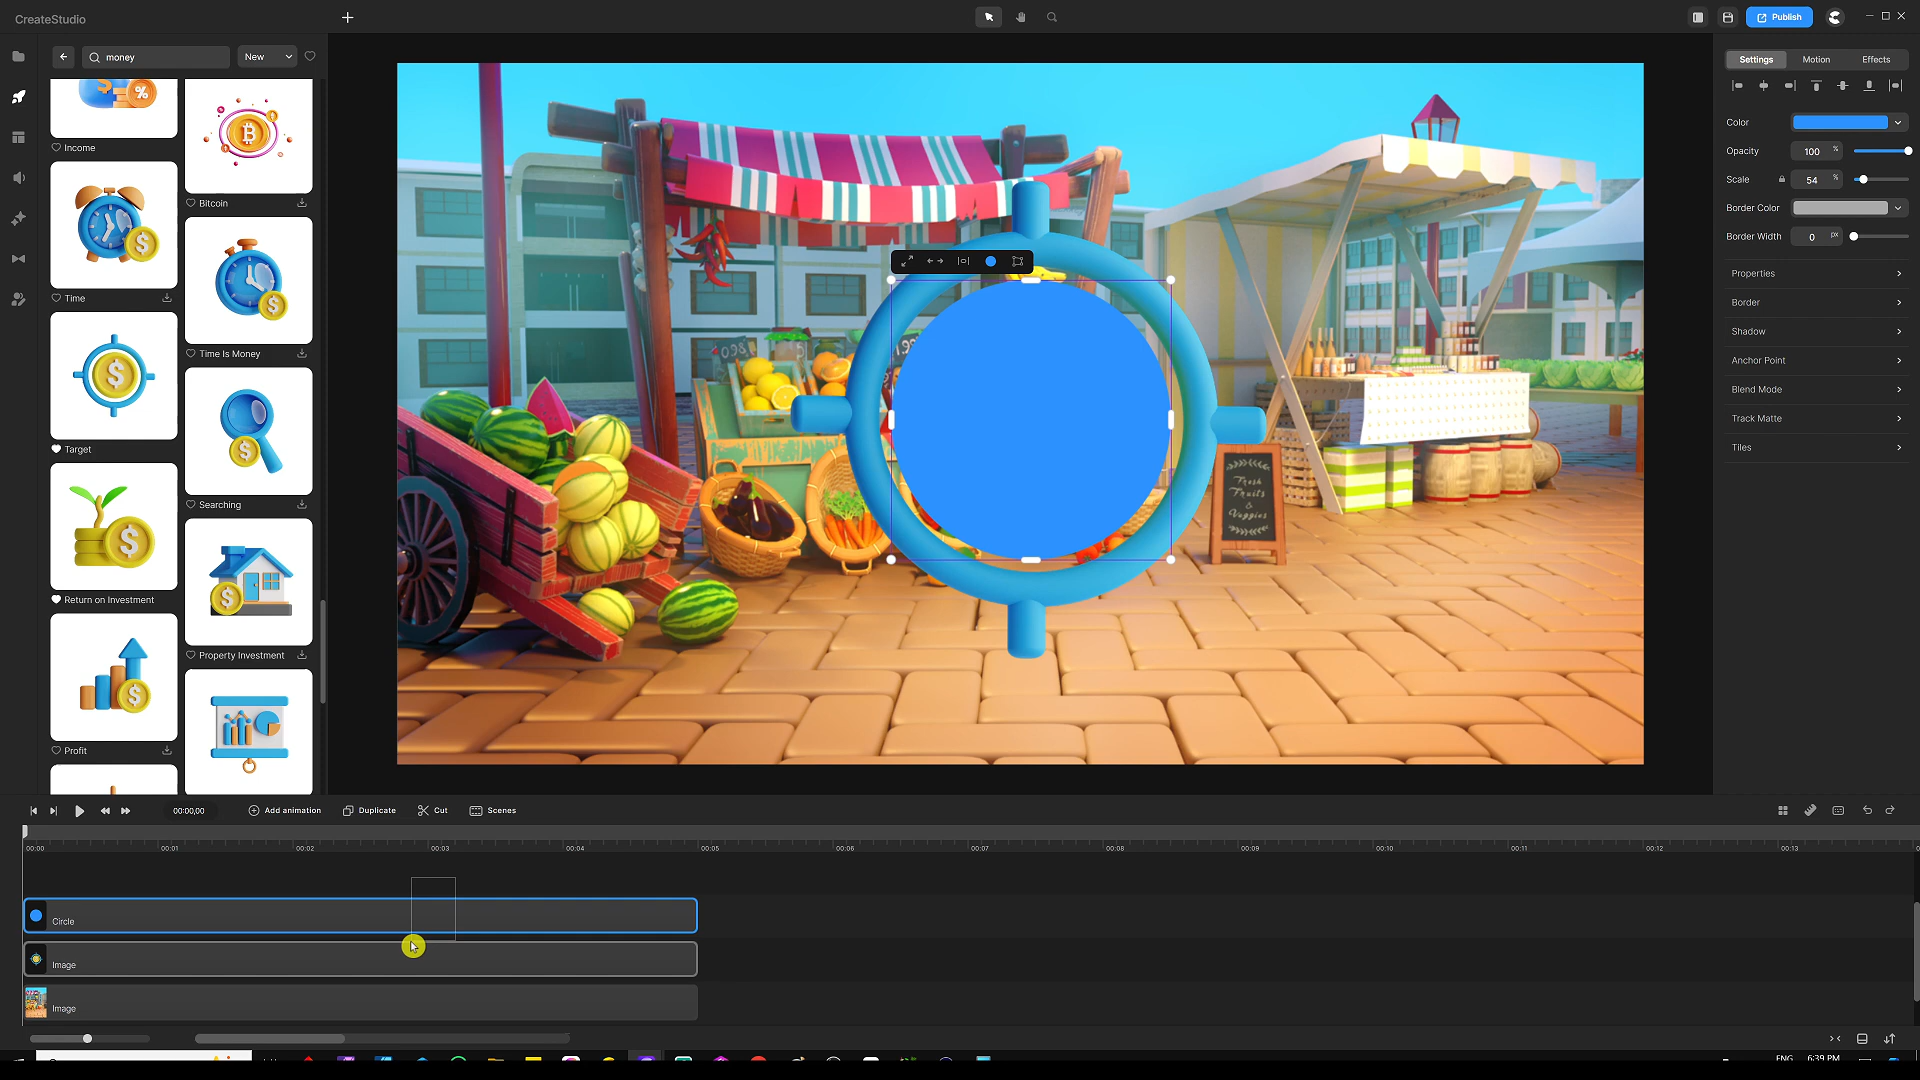 CreateStudio
Publish
money
New
Settings
Motion
Effects
Color
Opacity
100 %
Scale
54 %
Border Color
Border Width
0 px
Properties
Border
Shadow
Anchor Point
Blend Mode
Track Matte
Tiles
Income
Bitcoin
Time
Time Is Money
Target
Searching
Return on Investment
Property Investment
Profit
Fresh
Fruits
&
Veggies
00:00,00
Add animation
Duplicate
Cut
Scenes
00:00
00:01
00:02
00:03
00:04
00:05
00:06
00:07
00:08
00:09
00:10
00:11
00:12
00:13
Circle
Image
Image
ENG
6:39 PM